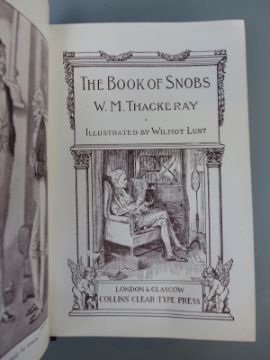 THE BOOK OF SNOBS
W. M. THACKERAY
ILLUSTRATED BY WILMOT LUNT
LONDON & GLASGOW
COLLINS' CLEAR-TYPE PRESS